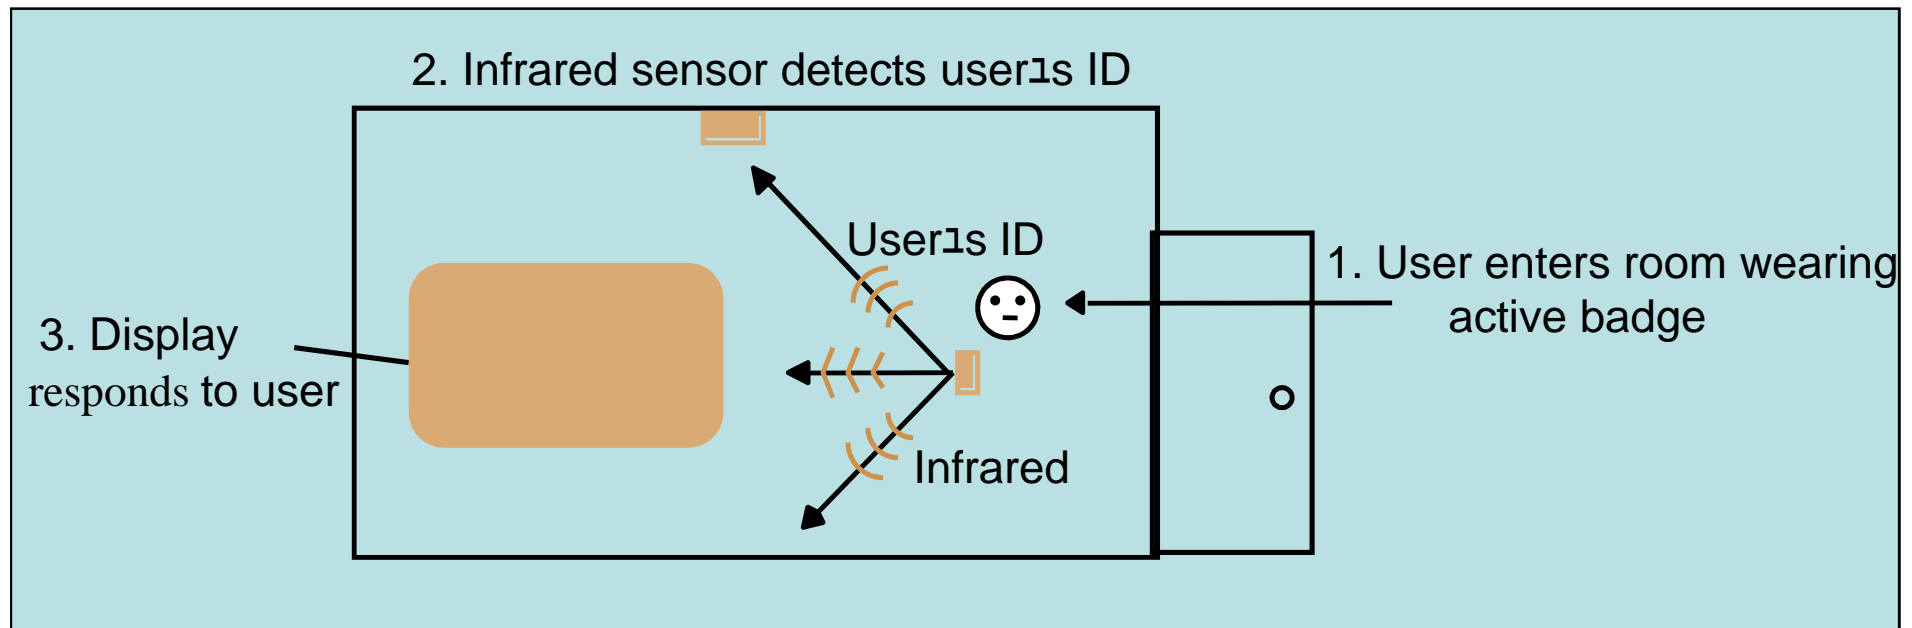 2. Infrared sensor detects user1s ID
User1s ID
1. User enters room wearing
active badge
3. Display
responds to user
Infrared